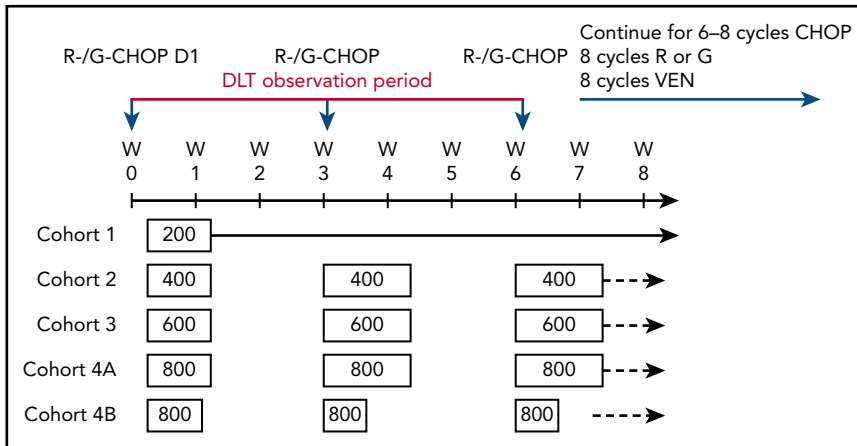 Continue for 6–8 cycles CHOP
R-/G-CHOP D1 R-/G-CHOP R-/G-CHOP 8 cycles R or G
DLT observation period 8 cycles VEN
W W W W W W W W W
0 1 2 3 4 5 6 7 8
Cohort 1 200
Cohort 2 400 400 400
Cohort 3 600 600 600
Cohort 4A 800 800 800
Cohort 4B 800 800 800